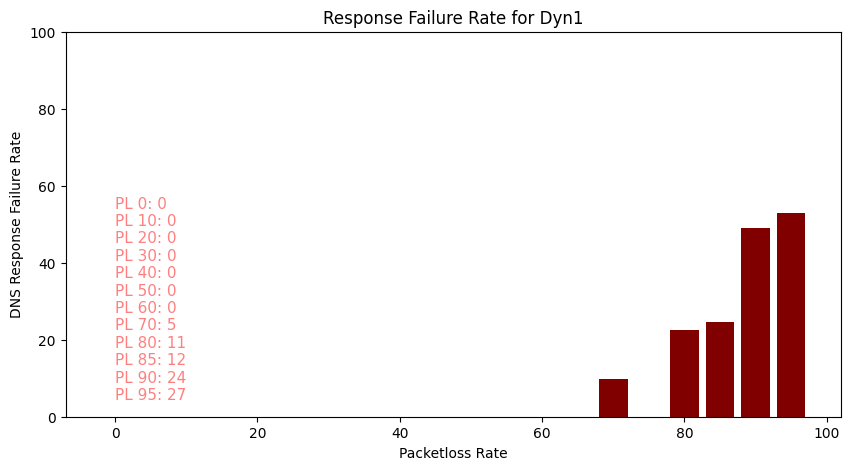 Response Failure Rate for Dyn1
DNS Response Failure Rate
100
80
60
40
20
0
PL 0: 0
PL 10: 0
PL 20: 0
PL 30: 0
PL 40: 0
PL 50: 0
PL 60: 0
PL 70: 5
PL 80: 11
PL 85: 12
PL 90: 24
PL 95: 27
0 20 40 60 80 100
Packetloss Rate